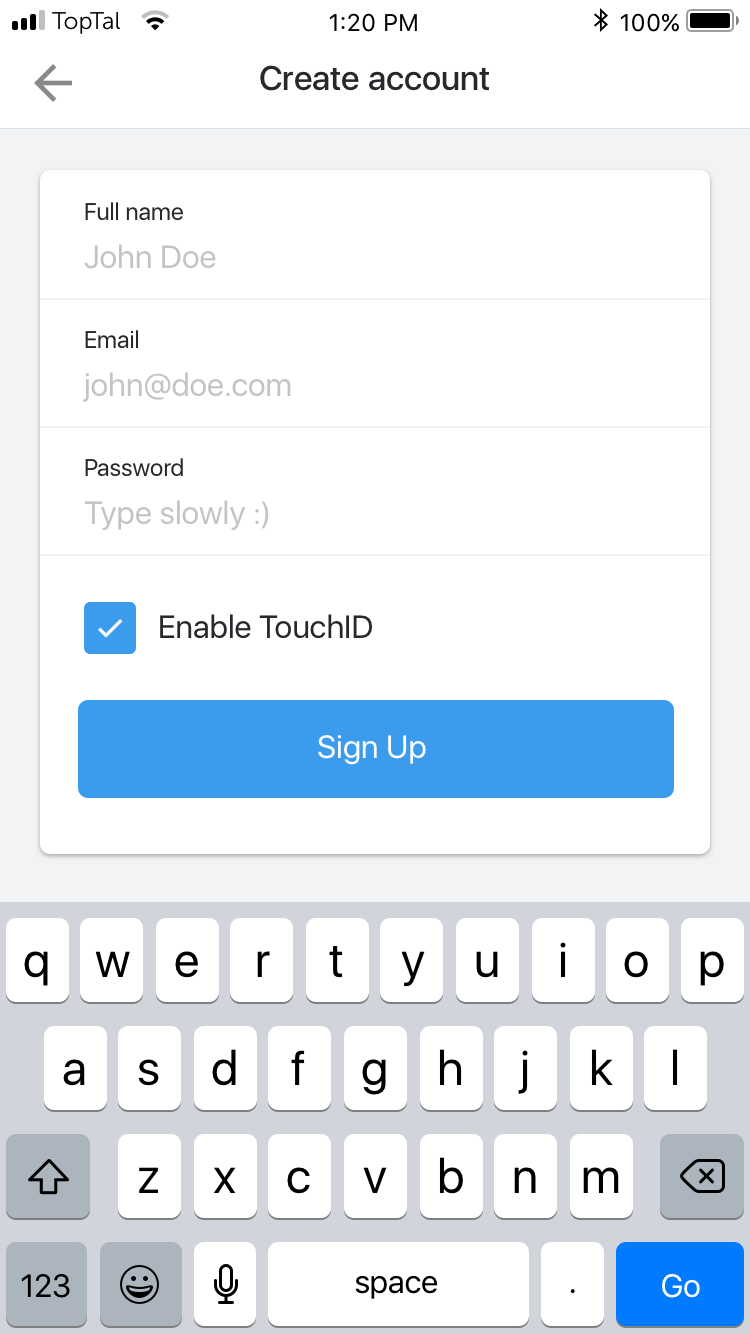 TopTal 1:20 PM 100%
Create account
Full name
John Doe
Email
john@doe.com
Password
Type slowly :)
Enable TouchID
Sign Up
q w e r t y u i o p
a s d f g h j k l
z x c v b n m
123 space . Go